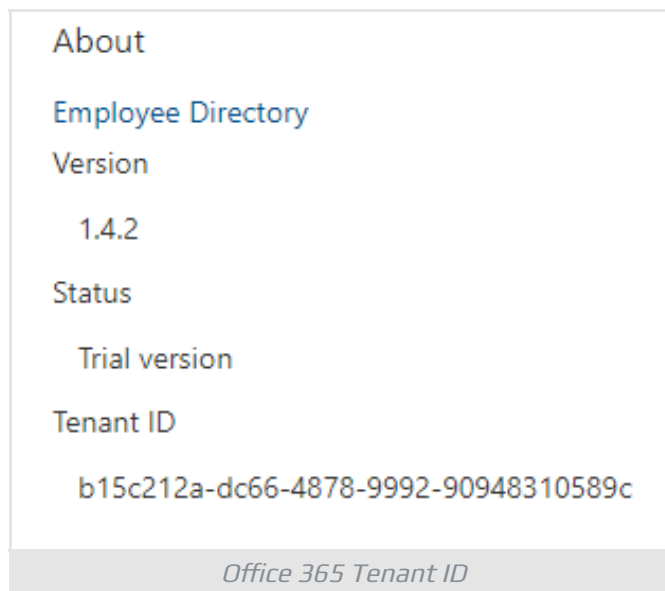 About
Employee Directory
Version
1.4.2
Status
Trial version
Tenant ID
b15c212a-dc66-4878-9992-90948310589c
Office 365 Tenant ID